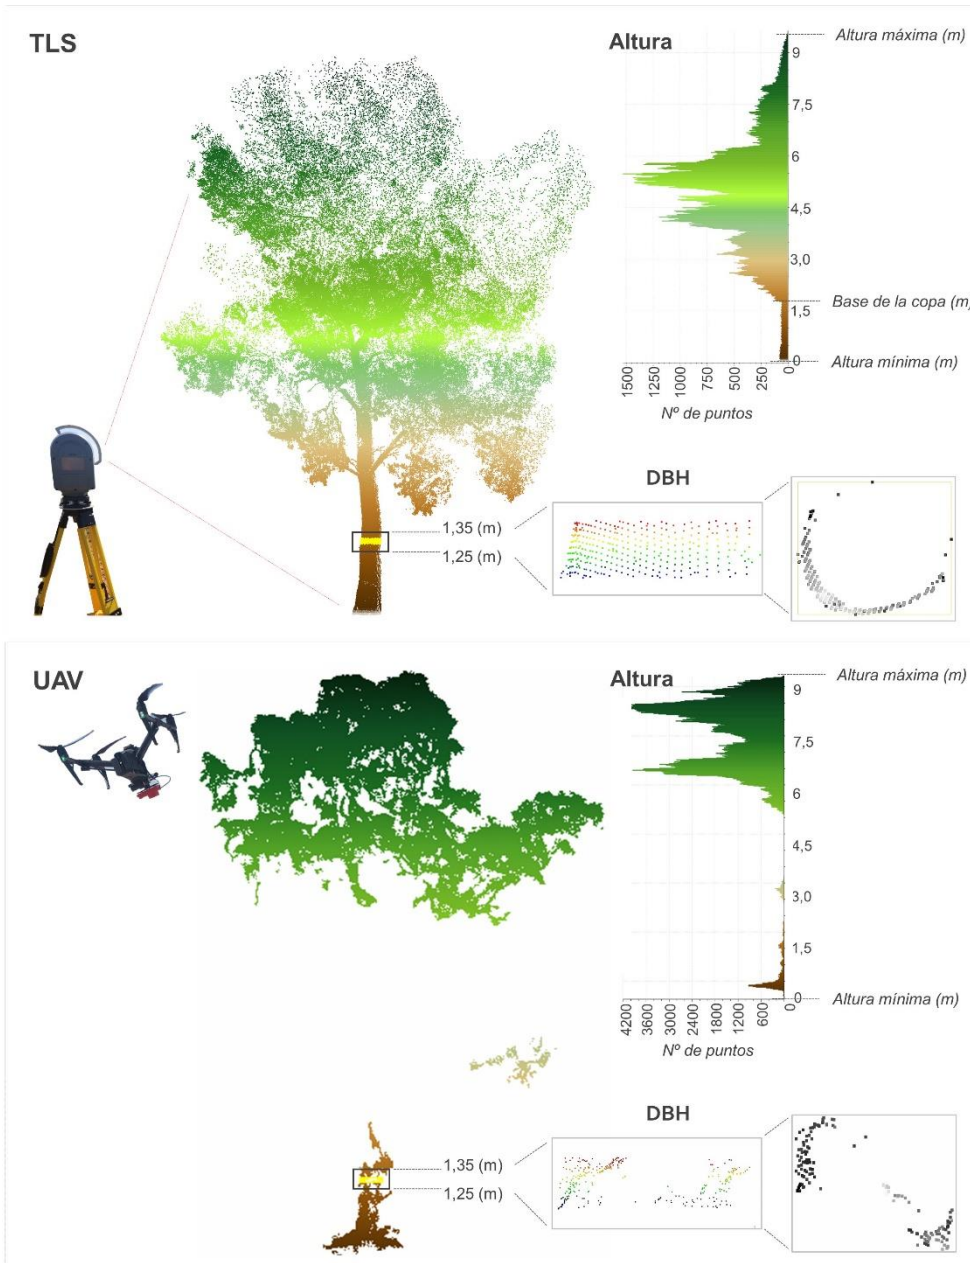 TLS
Altura
Altura máxima (m)
9
7,5
6
4,5
3,0
Base de la copa (m)
1,5
0
Altura mínima (m)
1500
1250
1000
750
500
250
0
Nº de puntos
DBH
1,35 (m)
1,25 (m)
UAV
Altura
Altura máxima (m)
9
7,5
6
4,5
3,0
1,5
0
Altura mínima (m)
4200
3600
3000
2400
1800
1200
600
0
Nº de puntos
DBH
1,35 (m)
1,25 (m)